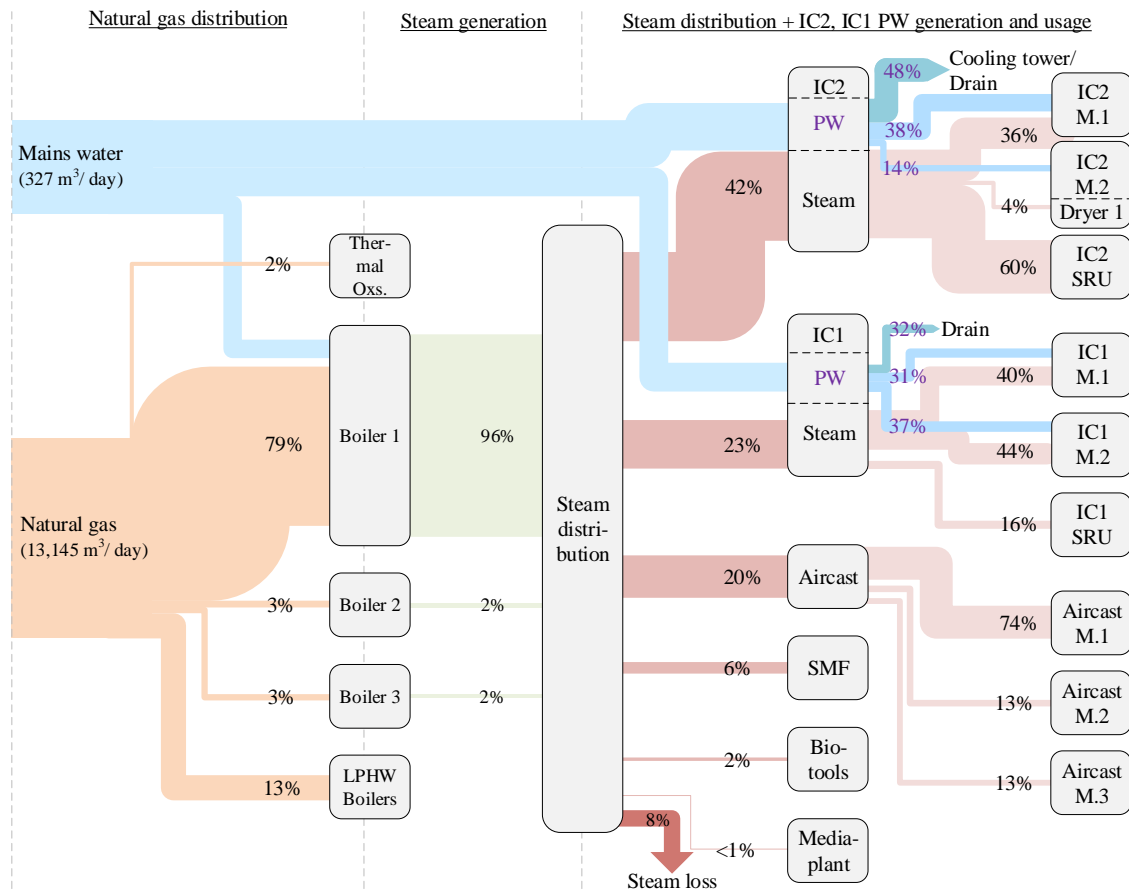 Natural gas distribution
Steam generation
Steam distribution + IC2, IC1 PW generation and usage
Mains water
(327 m³/ day)
Natural gas
(13,145 m³/ day)
2%
79%
3%
3%
13%
Ther-
mal
Oxs.
Boiler 1
Boiler 2
Boiler 3
LPHW
Boilers
96%
2%
2%
Steam
distri-
bution
42%
23%
20%
6%
2%
<1%
8%
Steam loss
IC2
PW
Steam
48%
Cooling tower/
Drain
38%
14%
36%
4%
60%
IC2
M.1
IC2
M.2
Dryer 1
IC2
SRU
IC1
PW
Steam
32%
Drain
31%
37%
40%
44%
16%
IC1
M.1
IC1
M.2
IC1
SRU
Aircast
74%
13%
13%
Aircast
M.1
Aircast
M.2
Aircast
M.3
SMF
Bio-
tools
Media-
plant